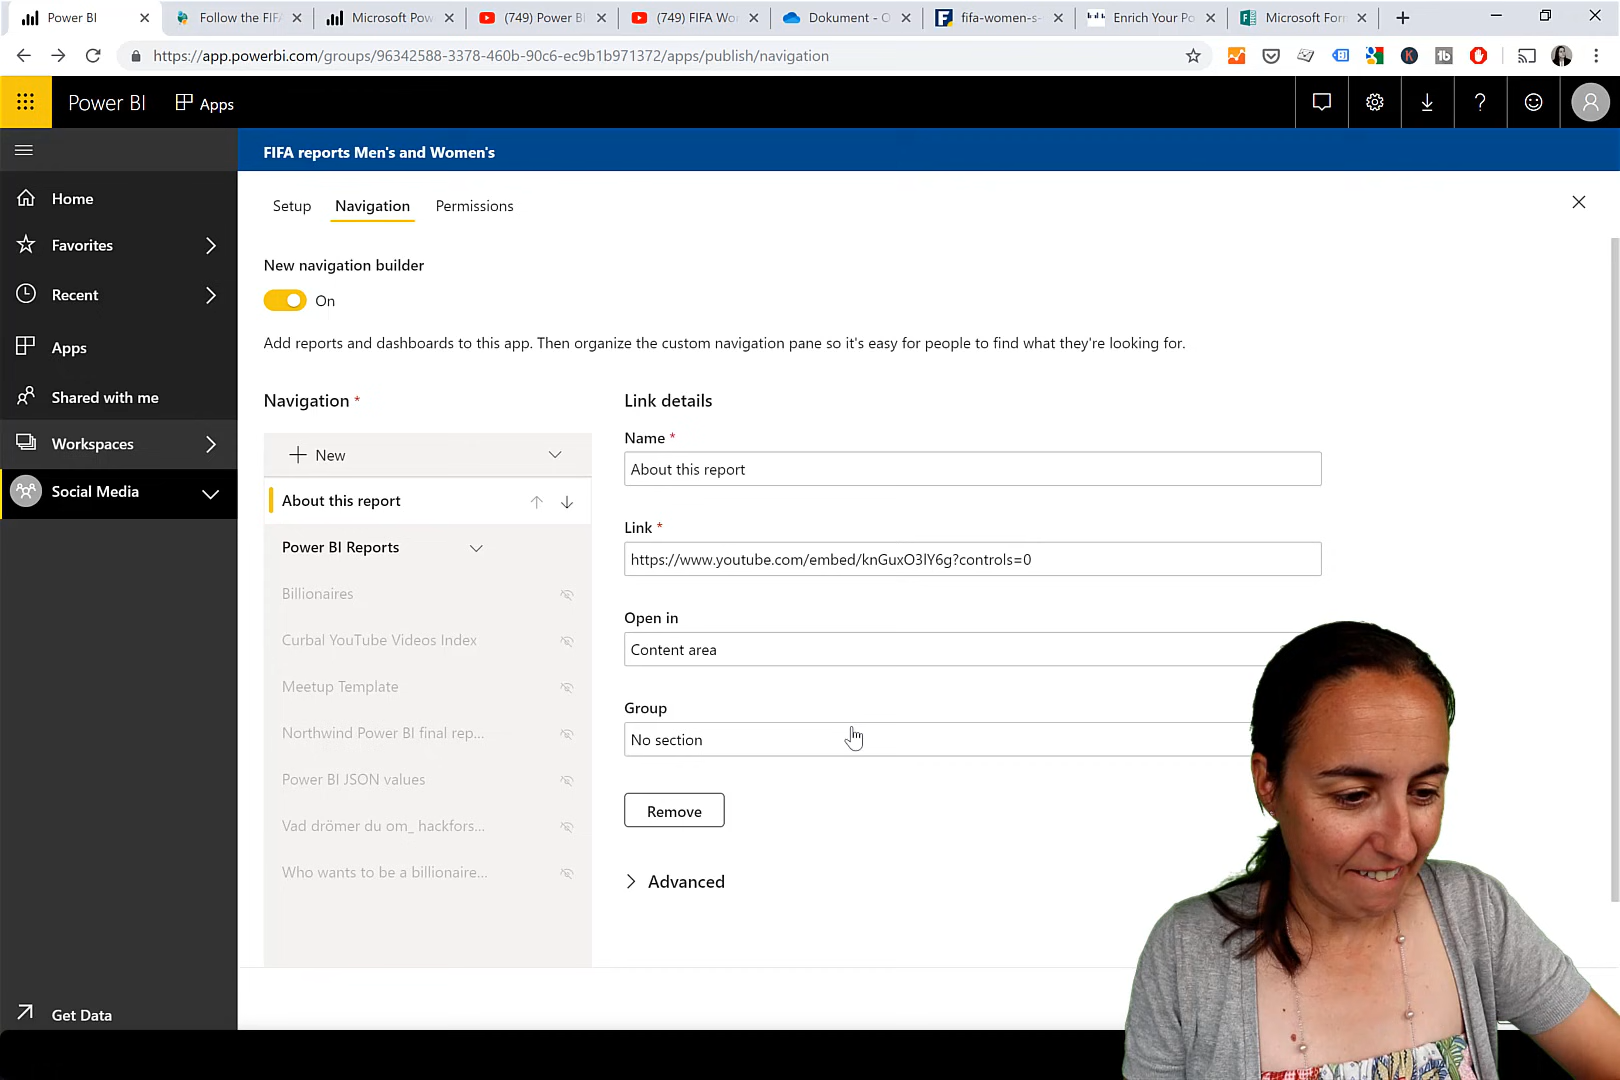 Power BI
Follow the FIF
Microsoft Pow
(749) Power B
(749) FIFA Wo
Dokument - O
fifa-women-s-
Enrich Your Po
Microsoft For
https://app.powerbi.com/groups/96342588-3378-460b-90c6-ec9b1b971372/apps/publish/navigation
Power BI
Apps
FIFA reports Men's and Women's
Home
Favorites
Recent
Apps
Shared with me
Workspaces
Social Media
Get Data
Setup
Navigation
Permissions
New navigation builder
On
Add reports and dashboards to this app. Then organize the custom navigation pane so it's easy for people to find what they're looking for.
Navigation *
New
About this report
Power BI Reports
Billionaires
Curbal YouTube Videos Index
Meetup Template
Northwind Power BI final rep...
Power BI JSON values
Vad drömer du om_ hackfors...
Who wants to be a billionaire...
Link details
Name *
About this report
Link *
https://www.youtube.com/embed/knGuxO3lY6g?controls=0
Open in
Content area
Group
No section
Remove
Advanced